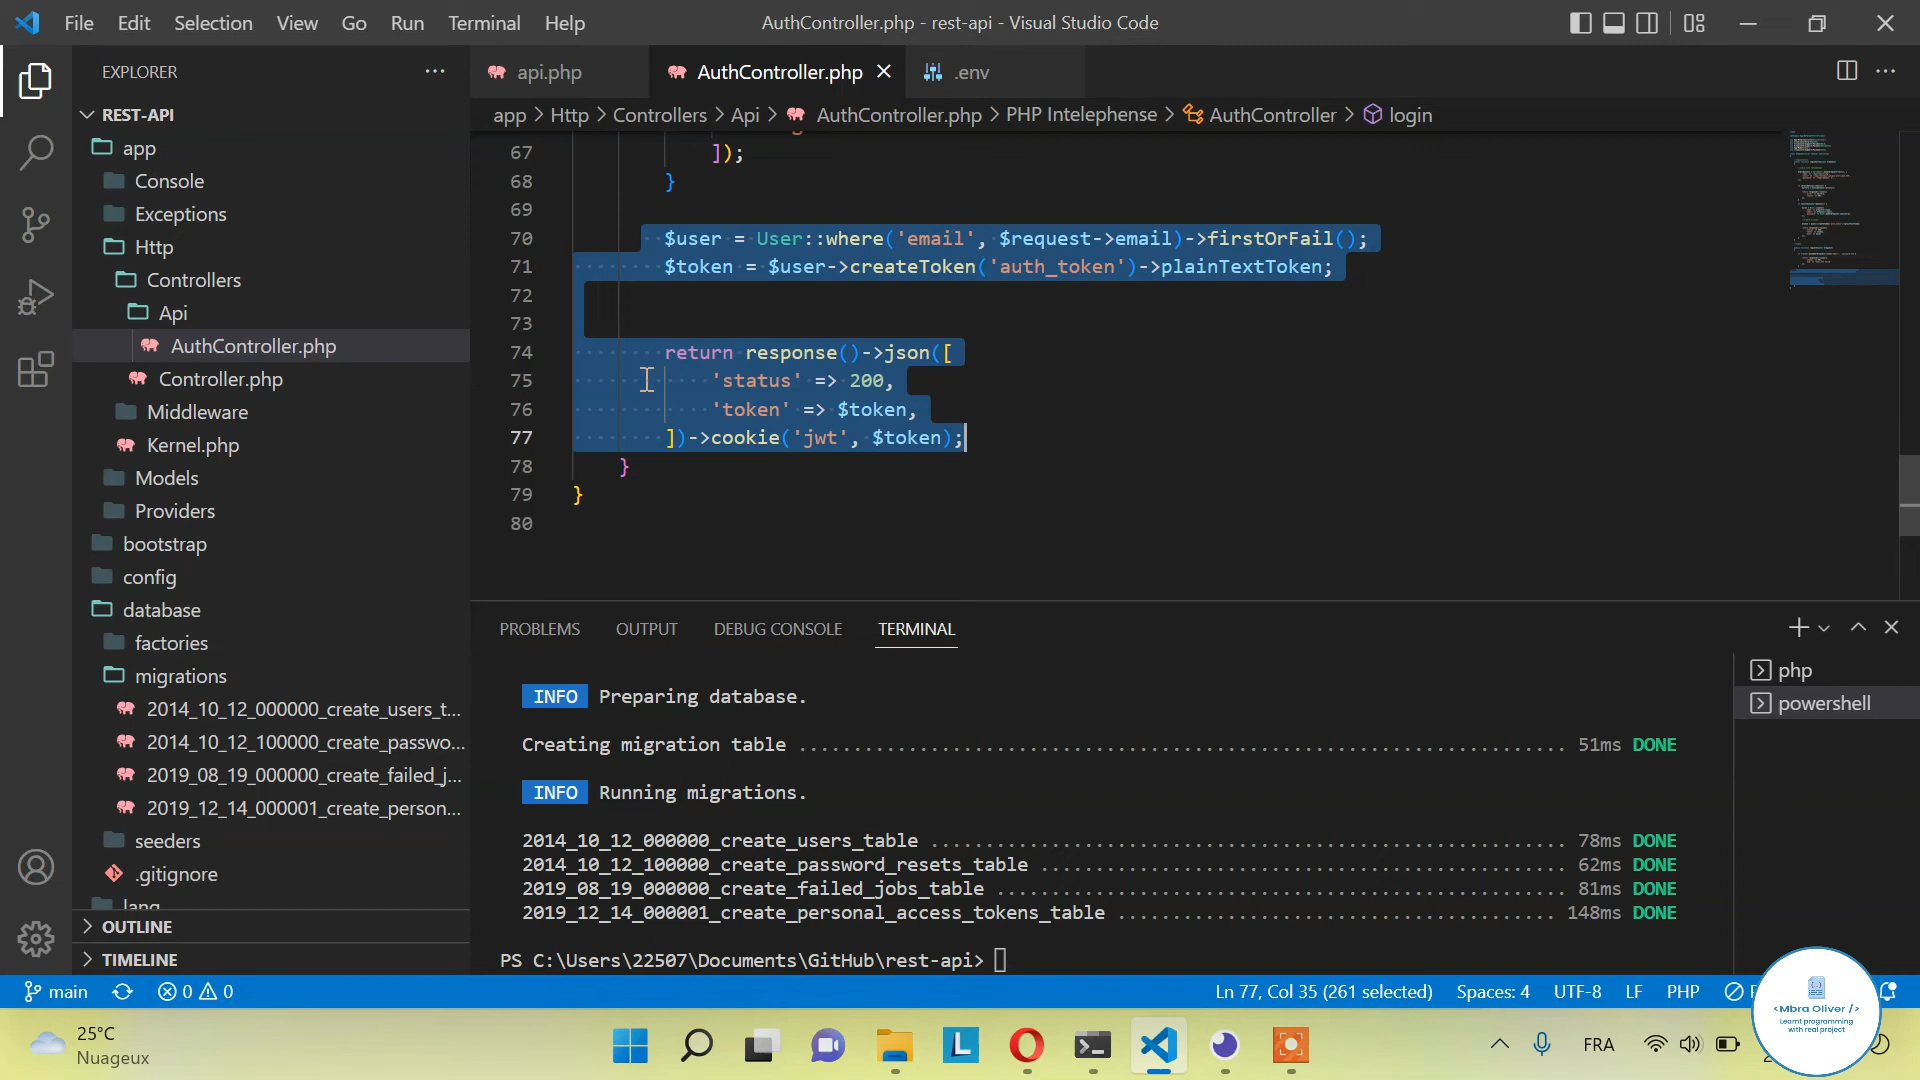 File Edit Selection View Go Run Terminal Help
AuthController.php - rest-api - Visual Studio Code
EXPLORER
REST-API
app
Console
Exceptions
Http
Controllers
Api
AuthController.php
Controller.php
Middleware
Kernel.php
Models
Providers
bootstrap
config
database
factories
migrations
2014_10_12_000000_create_users_t...
2014_10_12_100000_create_passwo...
2019_08_19_000000_create_failed_j...
2019_12_14_000001_create_person...
seeders
.gitignore
lang
OUTLINE
TIMELINE
api.php AuthController.php .env
app > Http > Controllers > Api > AuthController.php > PHP Intelephense > AuthController > login
67 ]);
68 }
69
70 $user = User::where('email', $request->email)->firstOrFail();
71 $token = $user->createToken('auth_token')->plainTextToken;
72
73
74 return response()->json([
75 'status' => 200,
76 'token' => $token,
77 ])->cookie('jwt', $token);
78 }
79 }
80
PROBLEMS OUTPUT DEBUG CONSOLE TERMINAL
INFO Preparing database.
Creating migration table ................................................................ 51ms DONE
INFO Running migrations.
2014_10_12_000000_create_users_table .................................................... 78ms DONE
2014_10_12_100000_create_password_resets_table .......................................... 62ms DONE
2019_08_19_000000_create_failed_jobs_table .............................................. 81ms DONE
2019_12_14_000001_create_personal_access_tokens_table .................................. 148ms DONE
PS C:\Users\22507\Documents\GitHub\rest-api>
php
powershell
main 0 0
Ln 77, Col 35 (261 selected) Spaces: 4 UTF-8 LF PHP
<Mbra Oliver />
Learnt programming
with real project
25°C
Nuageux
L
FRA